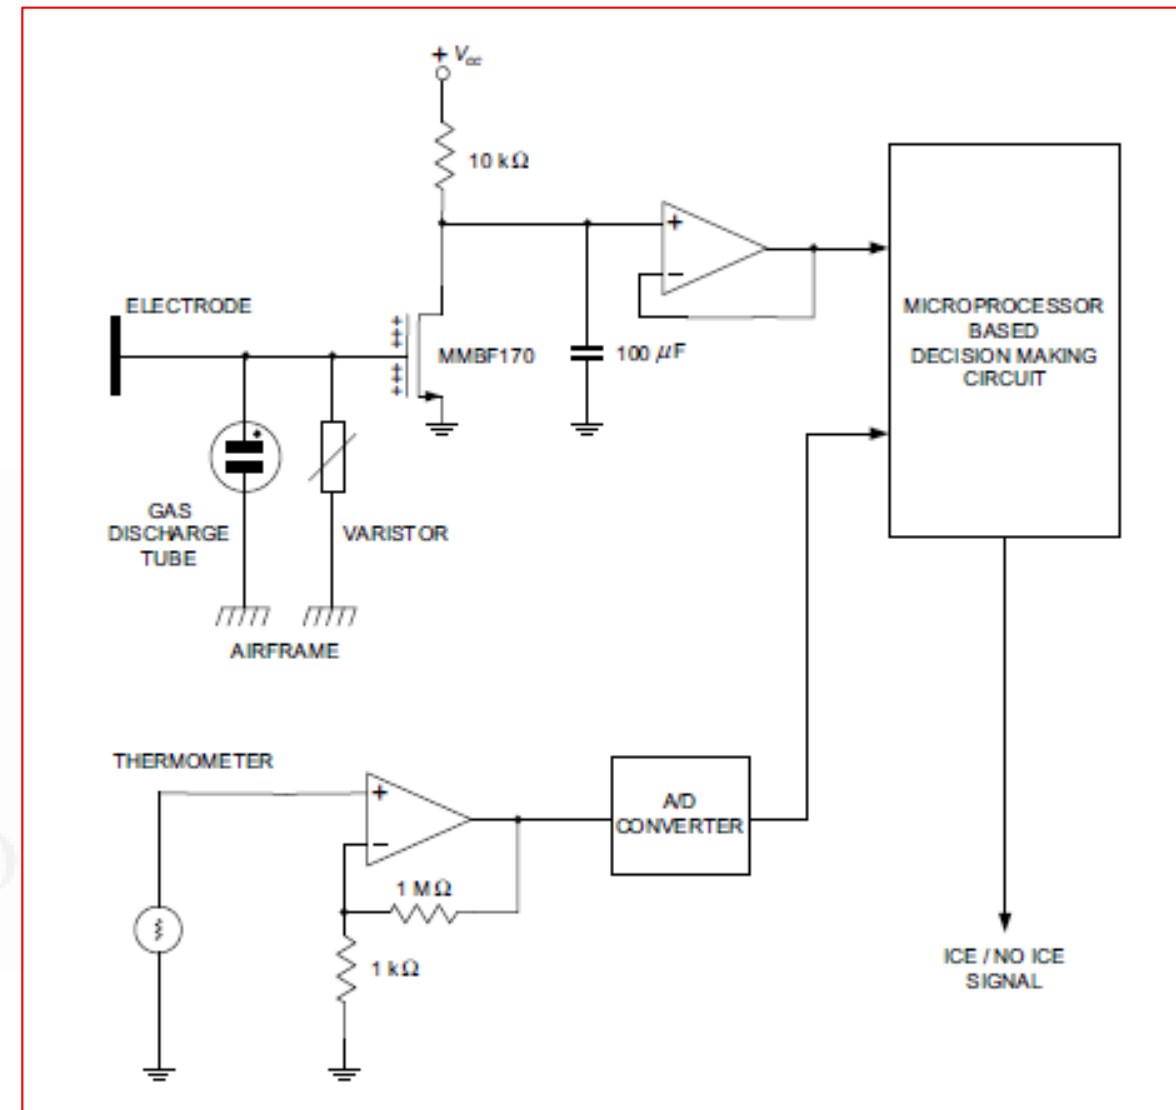 + Vcc
10 kΩ
+
−
ELECTRODE
+++
+++
MMBF170
100 μF
MICROPROCESSOR
BASED
DECISION MAKING
CIRCUIT
GAS
DISCHARGE
TUBE
VARISTOR
AIRFRAME
THERMOMETER
+
−
A/D
CONVERTER
1 MΩ
1 kΩ
ICE / NO ICE
SIGNAL